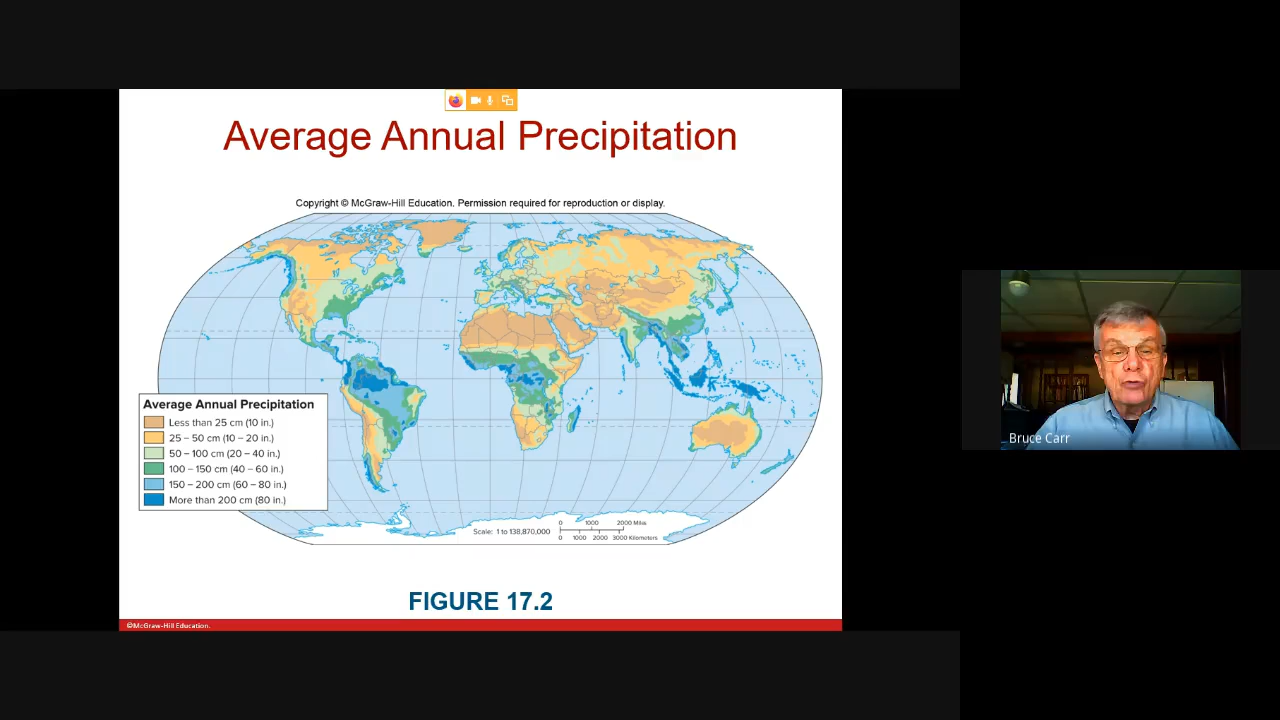 Average Annual Precipitation
Copyright © McGraw-Hill Education. Permission required for reproduction or display.
Average Annual Precipitation
Less than 25 cm (10 in.)
25 – 50 cm (10 – 20 in.)
50 – 100 cm (20 – 40 in.)
100 – 150 cm (40 – 60 in.)
150 – 200 cm (60 – 80 in.)
More than 200 cm (80 in.)
Scale: 1 to 138,870,000
0 1000 2000 Miles
0 1000 2000 3000 Kilometers
FIGURE 17.2
©McGraw-Hill Education.
Bruce Carr